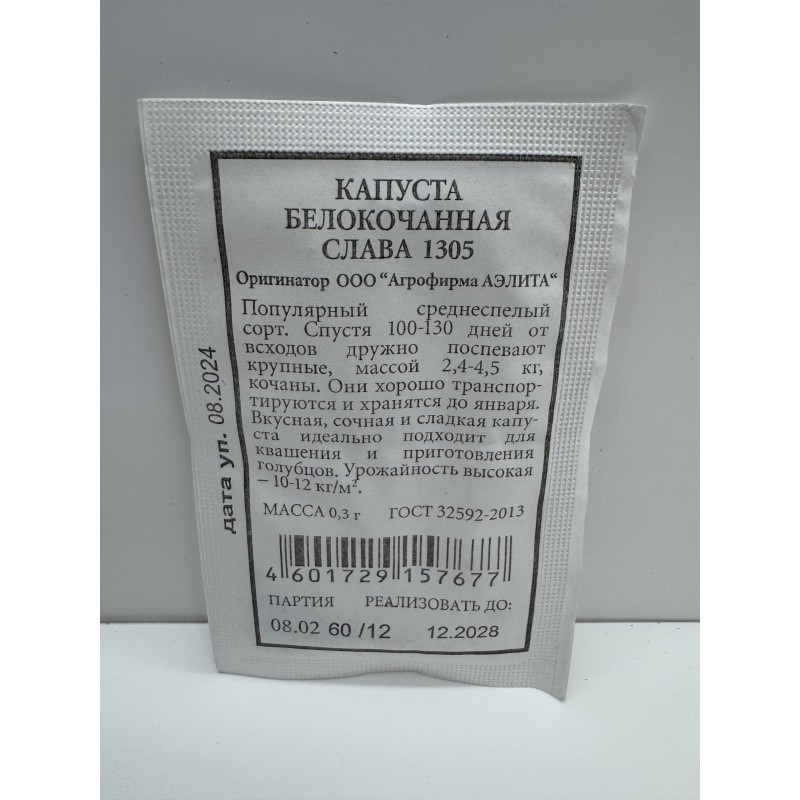 КАПУСТА
БЕЛОКОЧАННАЯ
СЛАВА 1305
Оригинатор ООО “Агрофирма АЭЛИТА“
Популярный среднеспелый
сорт. Спустя 100-130 дней от
всходов дружно поспевают
крупные, массой 2,4-4,5 кг,
кочаны. Они хорошо транспор-
тируются и хранятся до января.
Вкусная, сочная и сладкая капу-
ста идеально подходит для
квашения и приготовления
голубцов. Урожайность высокая
– 10-12 кг/м².
МАССА 0,3 г ГОСТ 32592-2013
4 601729 157677
ПАРТИЯ РЕАЛИЗОВАТЬ ДО:
08.02 60 /12 12.2028
дата уп. 08.2024